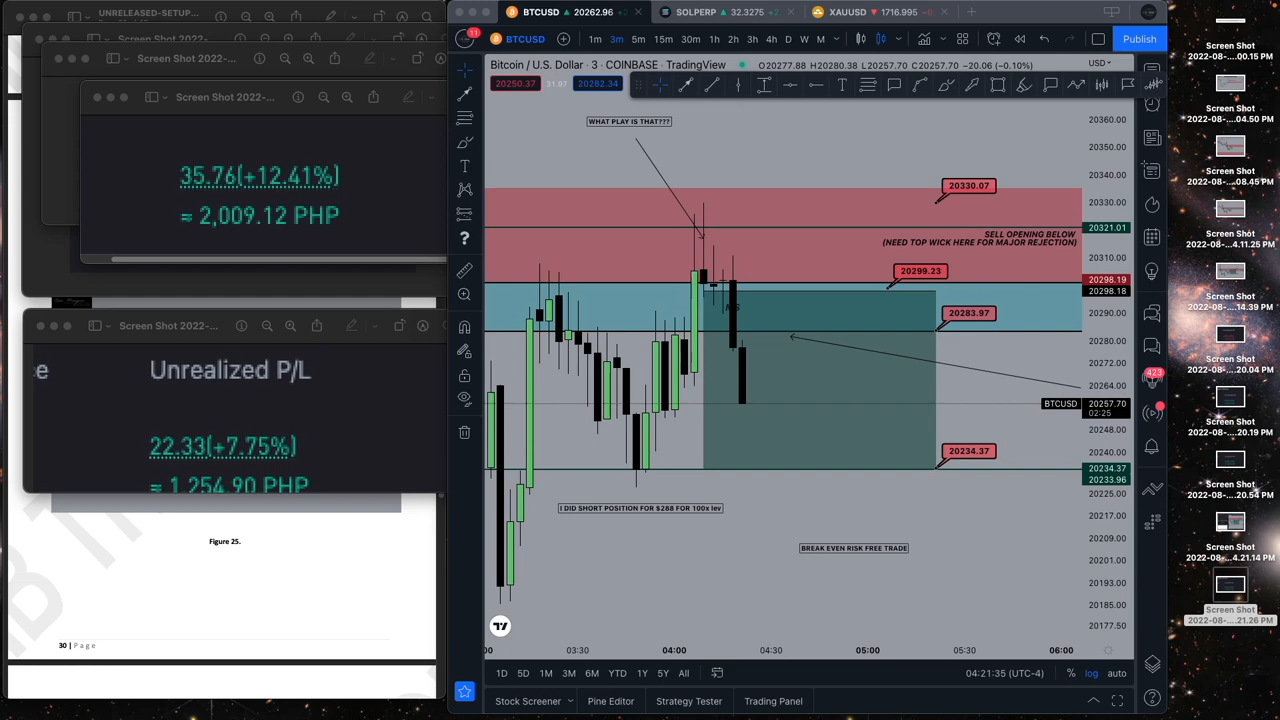 UNRELEASED-SETUP...
Screen Shot 2022-...
Screen Shot 2022-...
35.76(+12.41%)
≈ 2,009.12 PHP
Screen Shot 2022-...
Unrealized P/L
22.33(+7.75%)
≈ 1,254.90 PHP
Figure 25.
30 | Page
BTCUSD 20262.96
SOLPERP 32.3275
XAUUSD 1716.995
11
BTCUSD
1m 3m 5m 15m 30m 1h 2h 3h 4h D W M
Publish
Bitcoin / U.S. Dollar · 3 · COINBASE · TradingView
O20277.88 H20280.38 L20257.70 C20257.70 −20.06 (−0.10%)
USD
20250.37
31.97
20282.34
WHAT PLAY IS THAT???
20330.07
SELL OPENING BELOW
(NEED TOP WICK HERE FOR MAJOR REJECTION)
20299.23
20283.97
20234.37
I DID SHORT POSITION FOR $288 FOR 100x lev
BREAK EVEN RISK FREE TRADE
20360.00
20350.00
20340.00
20330.00
20321.01
20310.00
20298.19
20298.18
20290.00
20280.00
20272.00
20264.00
BTCUSD
20257.70
02:25
20248.00
20240.00
20234.37
20233.96
20225.00
20217.00
20209.00
20201.00
20193.00
20185.00
20177.50
423
03:30
04:00
04:30
05:00
05:30
06:00
1D 5D 1M 3M 6M YTD 1Y 5Y All
04:21:35 (UTC-4)
% log auto
Stock Screener
Pine Editor
Strategy Tester
Trading Panel
Screen Shot
2022-08-....00.15 PM
Screen Shot
2022-08-....04.50 PM
Screen Shot
2022-08-....08.45 PM
Screen Shot
2022-08-...4.11.25 PM
Screen Shot
2022-08-....14.39 PM
Screen Shot
2022-08-...20.04 PM
Screen Shot
2022-08-....20.19 PM
Screen Shot
2022-08-...20.54 PM
Screen Shot
2022-08-...4.21.14 PM
Screen Shot
2022-08-....21.26 PM